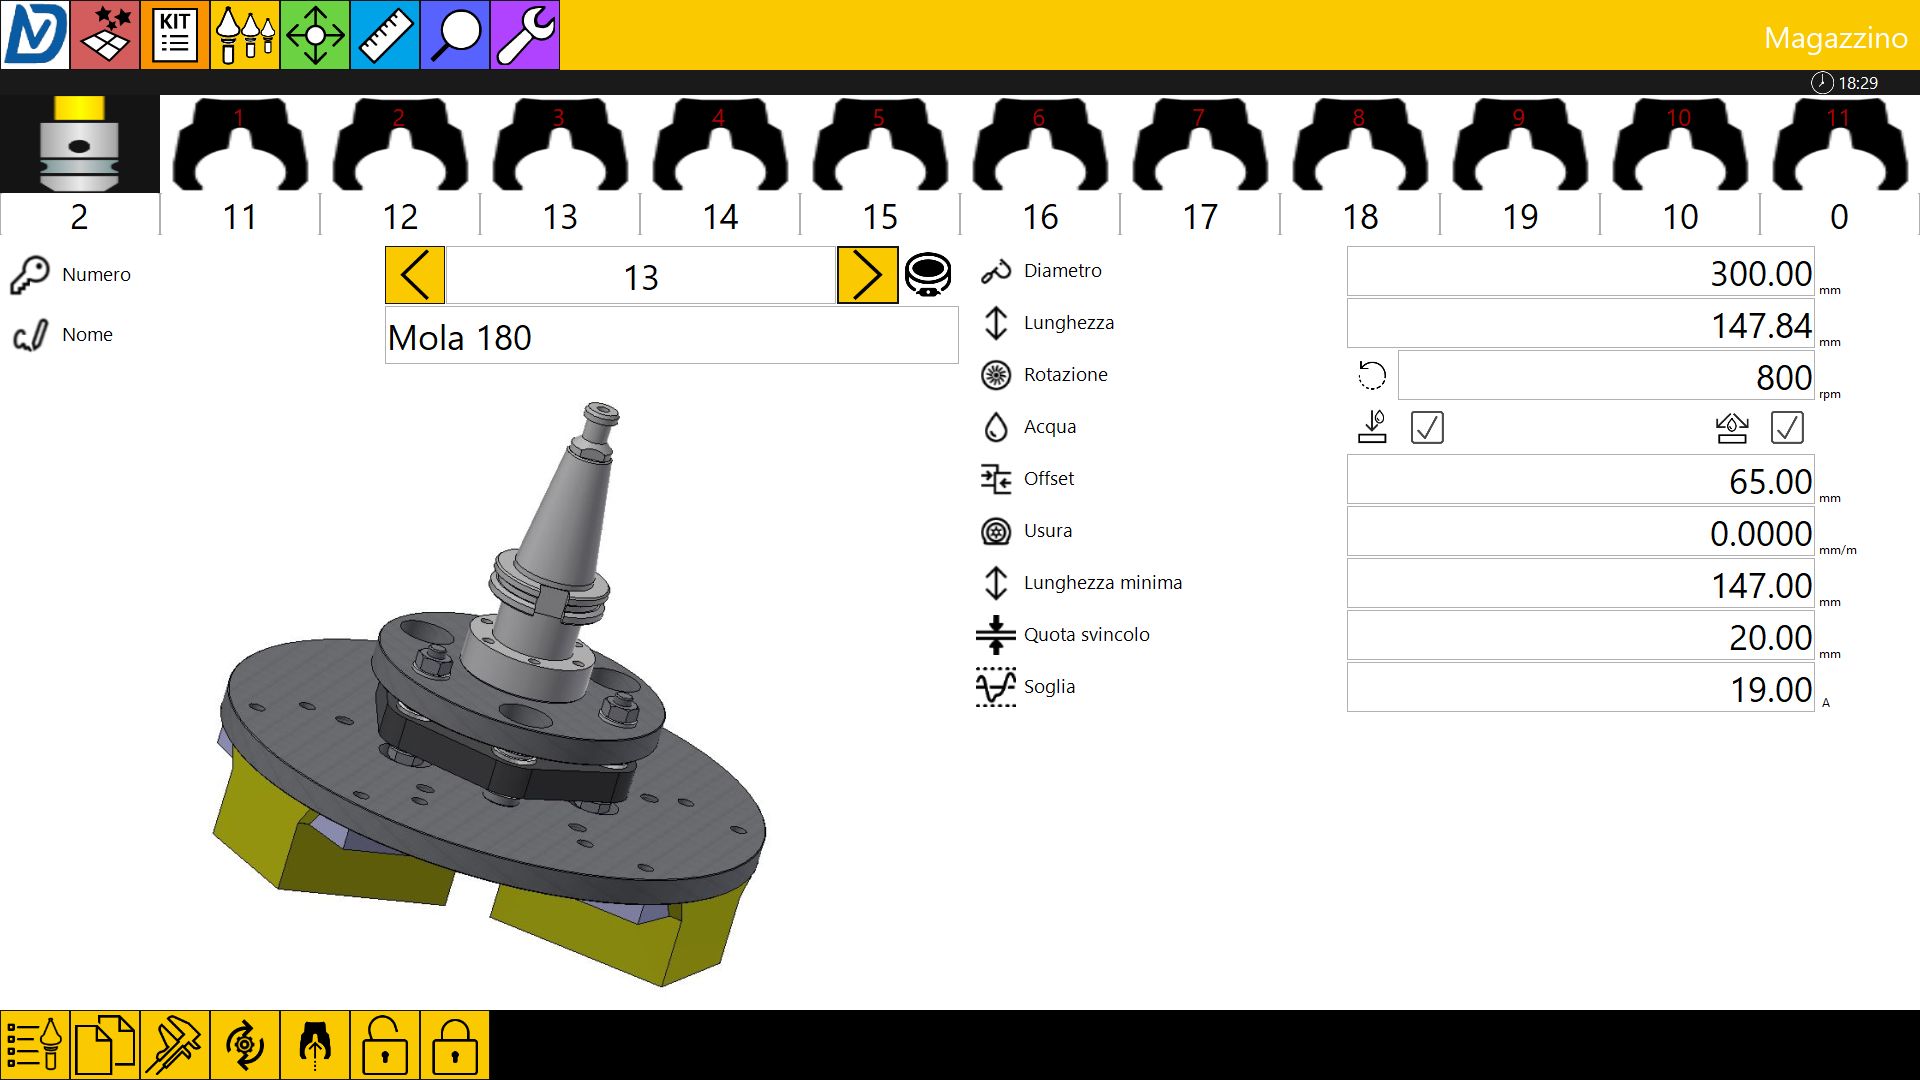 KIT
Magazzino
18:29
1 2 3 4 5 6 7 8 9 10 11
2 11 12 13 14 15 16 17 18 19 10 0
Numero 13
Nome Mola 180
Diametro 300.00 mm
Lunghezza 147.84 mm
Rotazione 800 rpm
Acqua
Offset 65.00 mm
Usura 0.0000 mm/m
Lunghezza minima 147.00 mm
Quota svincolo 20.00 mm
Soglia 19.00 A